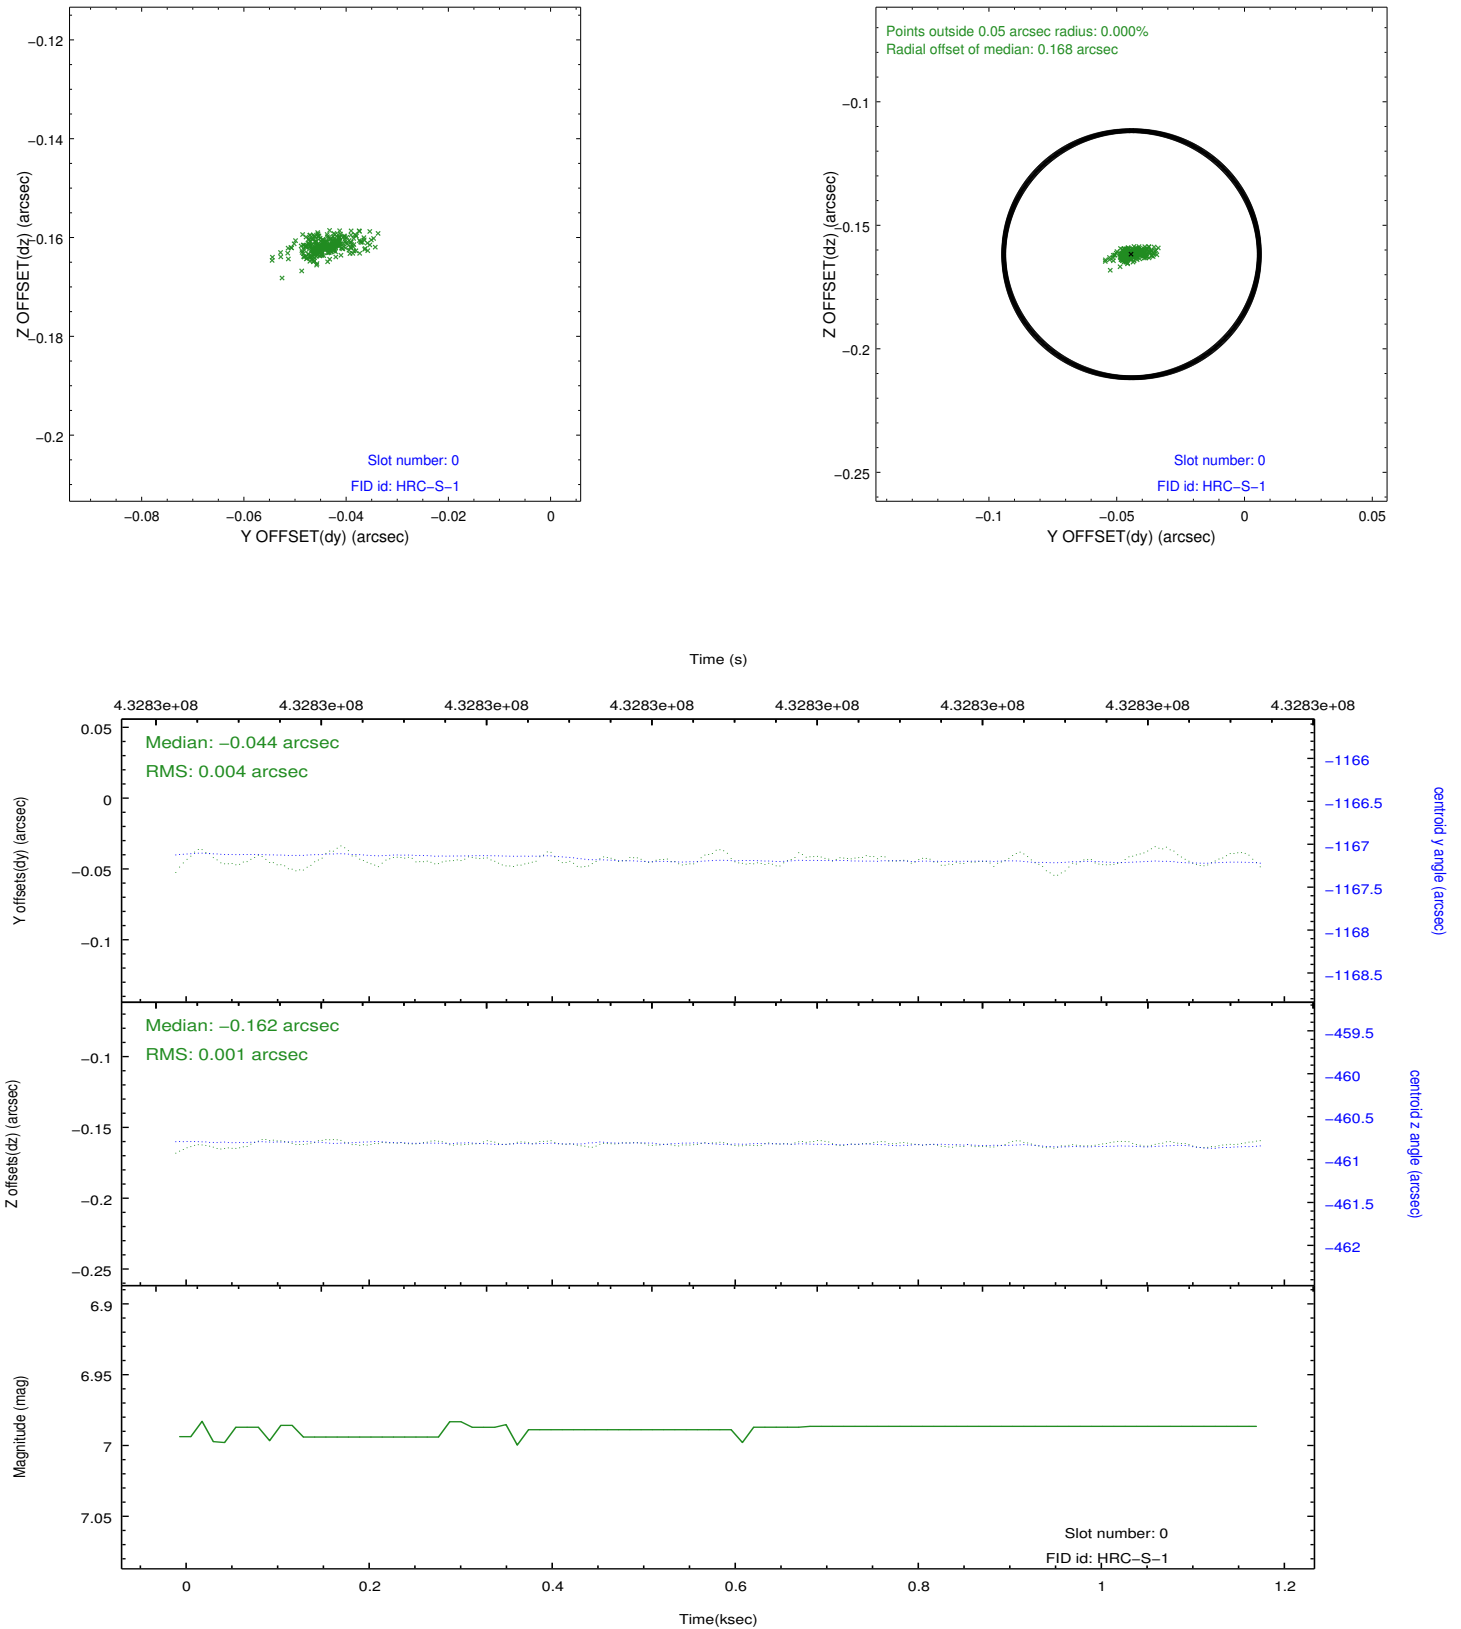 −0.12
−0.14
−0.16
−0.18
−0.2
Z OFFSET(dz) (arcsec)
Slot number: 0
FID id: HRC−S−1
−0.08 −0.06 −0.04 −0.02 0
Y OFFSET(dy) (arcsec)
Points outside 0.05 arcsec radius: 0.000%
Radial offset of median: 0.168 arcsec
−0.1
−0.15
−0.2
−0.25
Z OFFSET(dz) (arcsec)
Slot number: 0
FID id: HRC−S−1
−0.1 −0.05 0 0.05
Y OFFSET(dy) (arcsec)
Time (s)
4.3283e+08 4.3283e+08 4.3283e+08 4.3283e+08 4.3283e+08 4.3283e+08 4.3283e+08 4.3283e+08
Median: −0.044 arcsec
RMS: 0.004 arcsec
0.05
0
−0.05
−0.1
Y offsets(dy) (arcsec)
−1166
−1166.5
−1167
−1167.5
−1168
−1168.5
centroid y angle (arcsec)
Median: −0.162 arcsec
RMS: 0.001 arcsec
−0.1
−0.15
−0.2
−0.25
Z offsets(dz) (arcsec)
−459.5
−460
−460.5
−461
−461.5
−462
centroid z angle (arcsec)
6.9
6.95
7
7.05
Magnitude (mag)
Slot number: 0
FID id: HRC−S−1
0 0.2 0.4 0.6 0.8 1 1.2
Time(ksec)